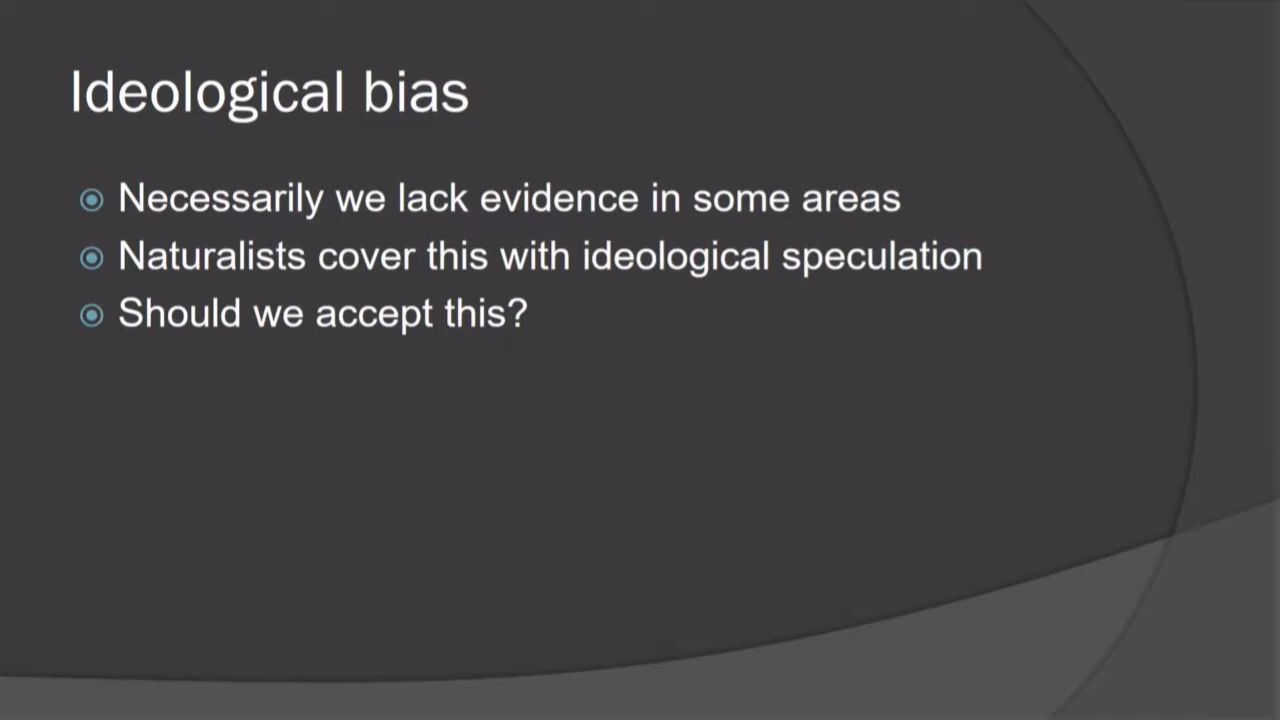 Ideological bias
Necessarily we lack evidence in some areas
Naturalists cover this with ideological speculation
Should we accept this?